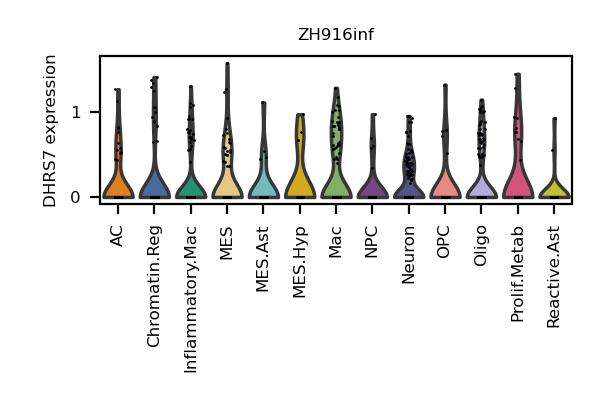 ZH916inf
DHRS7 expression
1
0
AC
Chromatin.Reg
Inflammatory.Mac
MES
MES.Ast
MES.Hyp
Mac
NPC
Neuron
OPC
Oligo
Prolif.Metab
Reactive.Ast